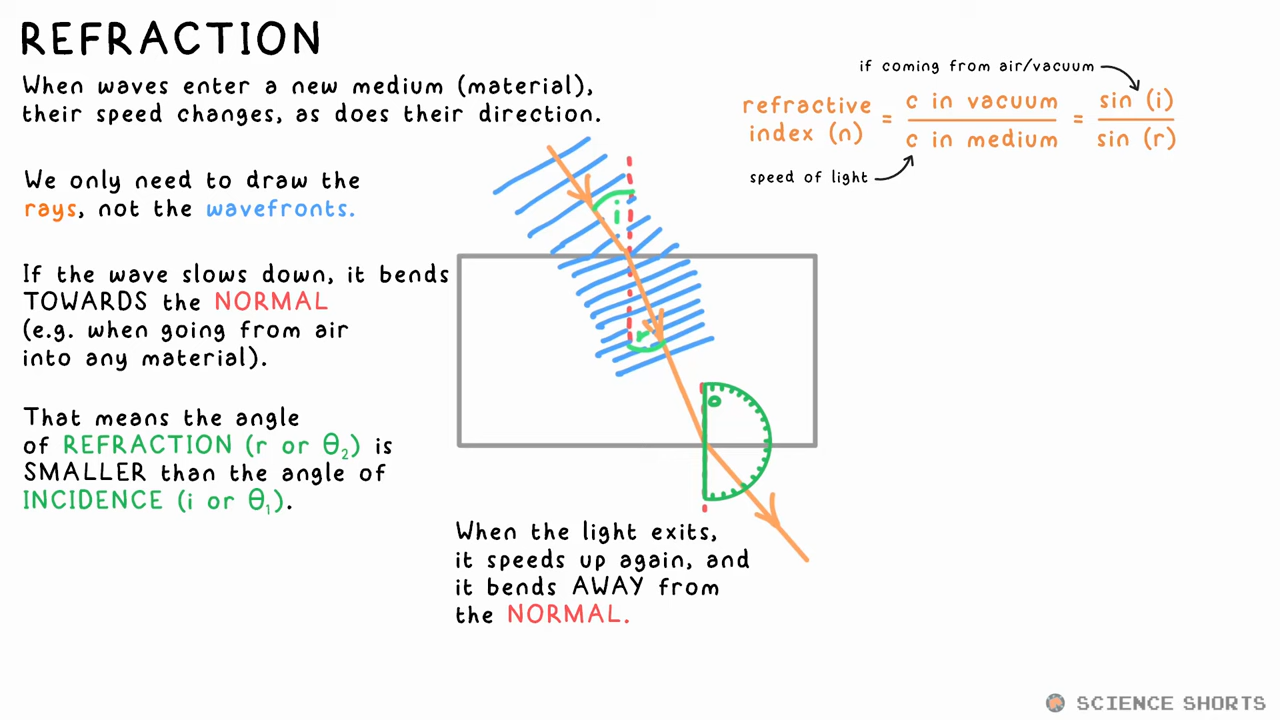 REFRACTION
When waves enter a new medium (material),
their speed changes, as does their direction.
We only need to draw the
rays, not the wavefronts.
If the wave slows down, it bends
TOWARDS the NORMAL
(e.g. when going from air
into any material).
That means the angle
of REFRACTION (r or θ₂) is
SMALLER than the angle of
INCIDENCE (i or θ₁).
if coming from air/vacuum
refractive index (n) = c in vacuum / c in medium = sin (i) / sin (r)
speed of light
i
r
When the light exits,
it speeds up again, and
it bends AWAY from
the NORMAL.
SCIENCE SHORTS